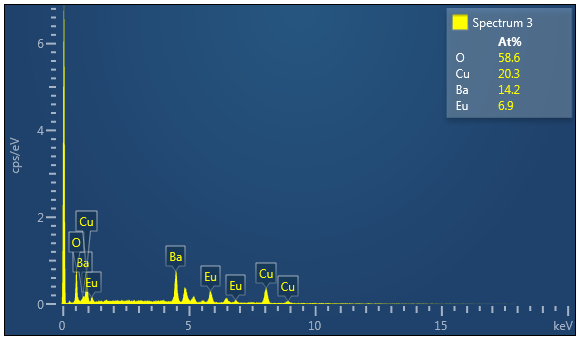 Spectrum 3
At%
O 58.6
Cu 20.3
Ba 14.2
Eu 6.9
6
4
2
0
cps/eV
Cu
O
Ba
Eu
Ba
Eu
Eu
Cu
Cu
0 5 10 15 keV